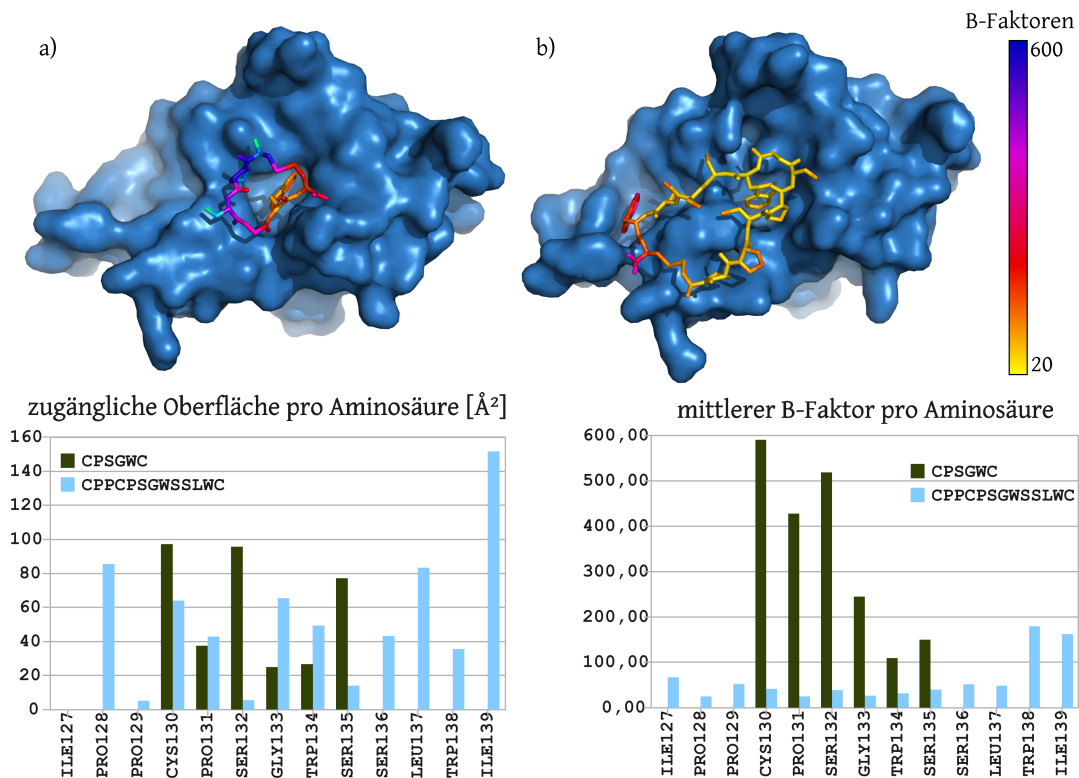 B-Faktoren
a)
b)
600
20
zugängliche Oberfläche pro Aminosäure [Å²]
160
140
120
100
80
60
40
20
0
CPSGWC
CPPCPSGWSSLWC
ILE127
PRO128
PRO129
CYS130
PRO131
SER132
GLY133
TRP134
SER135
SER136
LEU137
TRP138
ILE139
mittlerer B-Faktor pro Aminosäure
600,00
500,00
400,00
300,00
200,00
100,00
0,00
CPSGWC
CPPCPSGWSSLWC
ILE127
PRO128
PRO129
CYS130
PRO131
SER132
GLY133
TRP134
SER135
SER136
LEU137
TRP138
ILE139